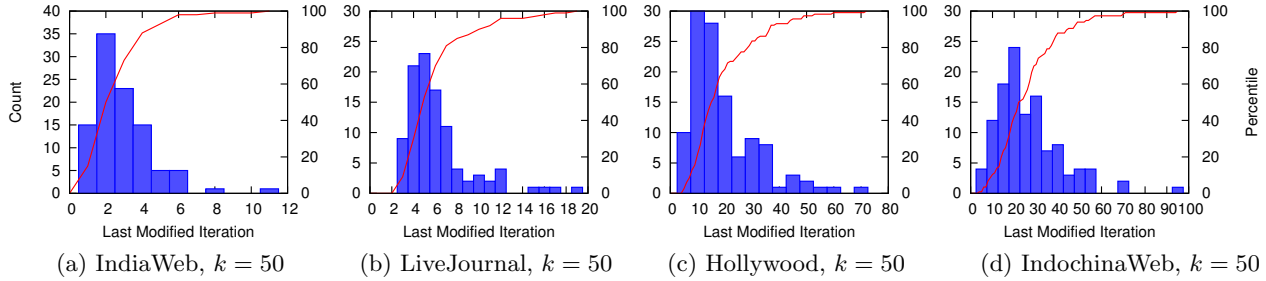 40 35 30 25 20 15 10 5 0
Count
100 80 60 40 20 0
0 2 4 6 8 10 12
Last Modified Iteration
(a) IndiaWeb, k = 50
30 25 20 15 10 5 0
100 80 60 40 20 0
0 2 4 6 8 10 12 14 16 18 20
Last Modified Iteration
(b) LiveJournal, k = 50
30 25 20 15 10 5 0
100 80 60 40 20 0
0 10 20 30 40 50 60 70 80
Last Modified Iteration
(c) Hollywood, k = 50
30 25 20 15 10 5 0
100 80 60 40 20 0
Percentile
0 10 20 30 40 50 60 70 80 90 100
Last Modified Iteration
(d) IndochinaWeb, k = 50